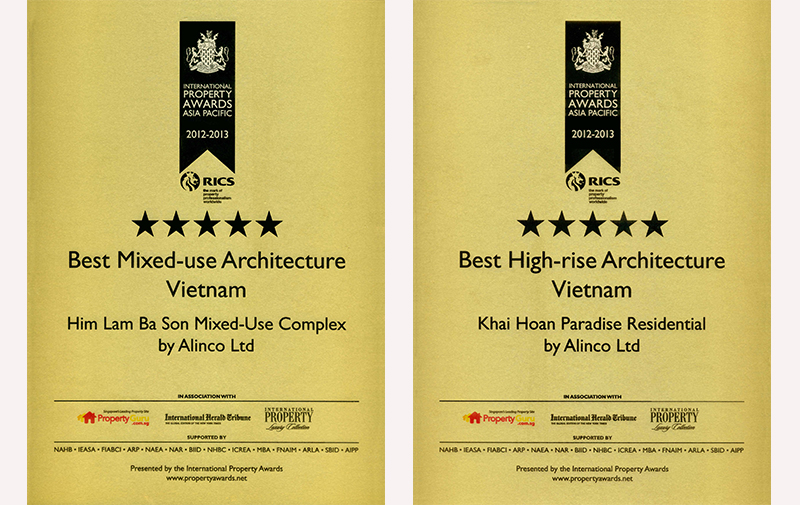 INTERNATIONAL
PROPERTY
AWARDS
ASIA PACIFIC
2012-2013
RICS
the mark of
property
professionalism
worldwide
★★★★★
Best Mixed-use Architecture
Vietnam
Him Lam Ba Son Mixed-Use Complex
by Alinco Ltd
IN ASSOCIATION WITH
Singapore's Leading Property Site
PropertyGuru
.com.sg
International Herald Tribune
THE GLOBAL EDITION OF THE NEW YORK TIMES
INTERNATIONAL
PROPERTY
Luxury Collection
SUPPORTED BY
NAHB • IEASA • FIABCI • ARP • NAEA • NAR • BIID • NHBC • ICREA • MBA • FNAIM • ARLA • SBID • AIPP
Presented by the International Property Awards
www.propertyawards.net
INTERNATIONAL
PROPERTY
AWARDS
ASIA PACIFIC
2012-2013
RICS
the mark of
property
professionalism
worldwide
★★★★★
Best High-rise Architecture
Vietnam
Khai Hoan Paradise Residential
by Alinco Ltd
IN ASSOCIATION WITH
Singapore's Leading Property Site
PropertyGuru
.com.sg
International Herald Tribune
THE GLOBAL EDITION OF THE NEW YORK TIMES
INTERNATIONAL
PROPERTY
Luxury Collection
SUPPORTED BY
NAHB • IEASA • FIABCI • ARP • NAEA • NAR • BIID • NHBC • ICREA • MBA • FNAIM • ARLA • SBID • AIPP
Presented by the International Property Awards
www.propertyawards.net